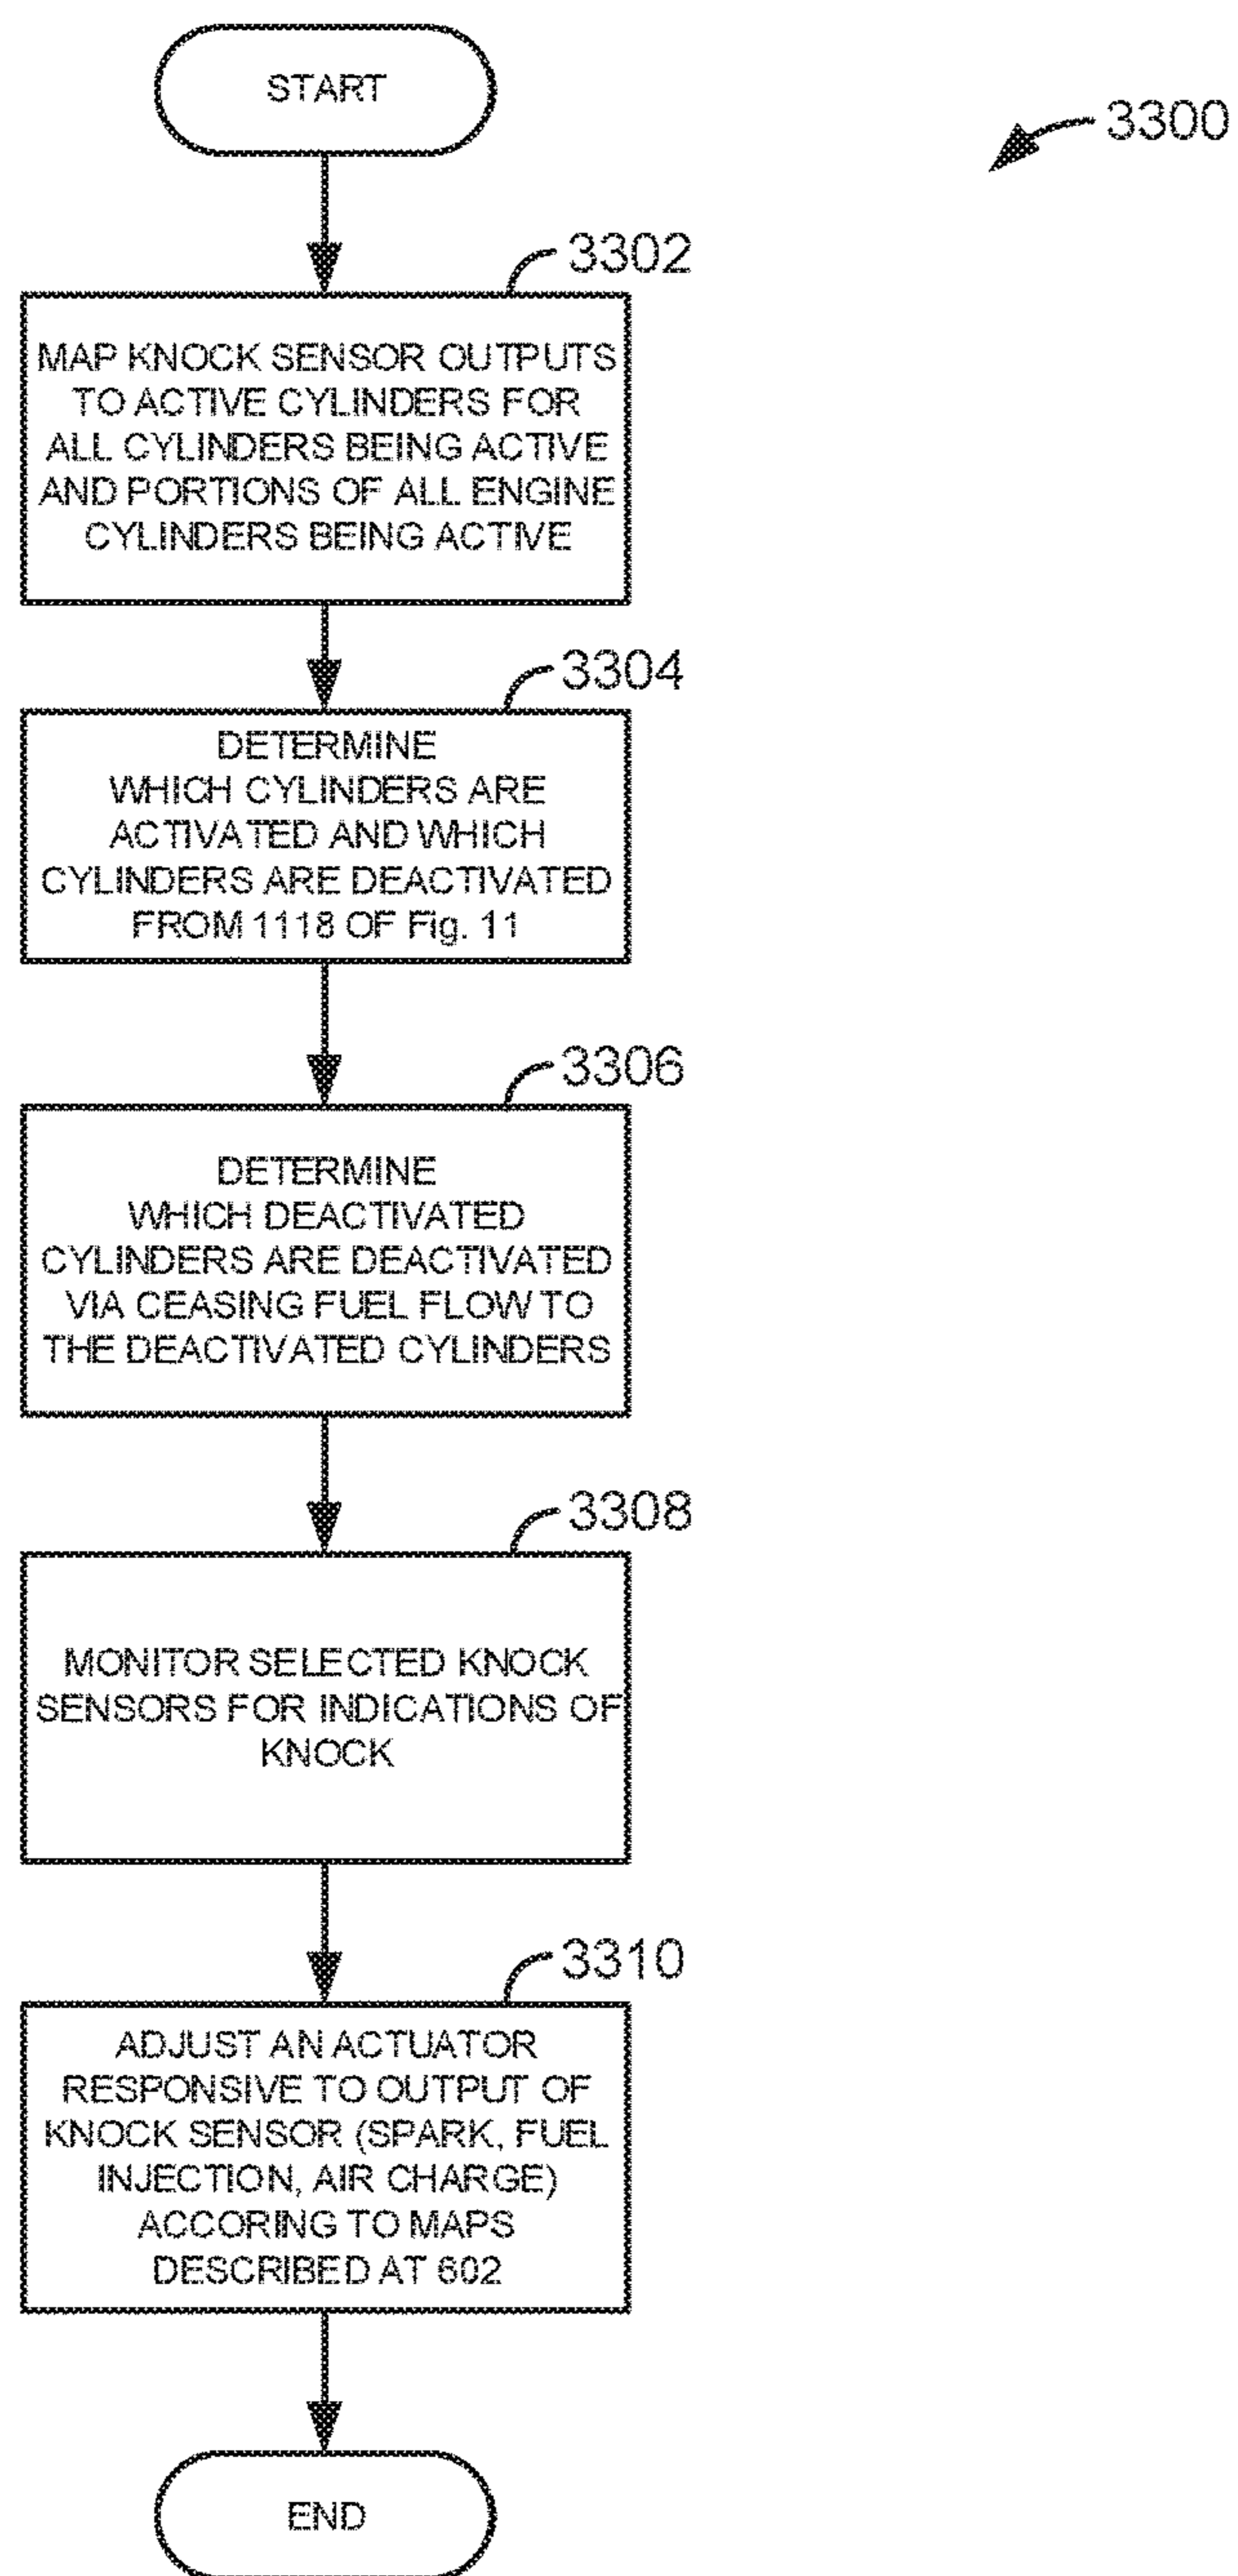 START
3300
3302
MAP KNOCK SENSOR OUTPUTS
TO ACTIVE CYLINDERS FOR
ALL CYLINDERS BEING ACTIVE
AND PORTIONS OF ALL ENGINE
CYLINDERS BEING ACTIVE
3304
DETERMINE
WHICH CYLINDERS ARE
ACTIVATED AND WHICH
CYLINDERS ARE DEACTIVATED
FROM 1118 OF Fig. 11
3306
DETERMINE
WHICH DEACTIVATED
CYLINDERS ARE DEACTIVATED
VIA CEASING FUEL FLOW TO
THE DEACTIVATED CYLINDERS
3308
MONITOR SELECTED KNOCK
SENSORS FOR INDICATIONS OF
KNOCK
3310
ADJUST AN ACTUATOR
RESPONSIVE TO OUTPUT OF
KNOCK SENSOR (SPARK, FUEL
INJECTION, AIR CHARGE)
ACCORING TO MAPS
DESCRIBED AT 602
END